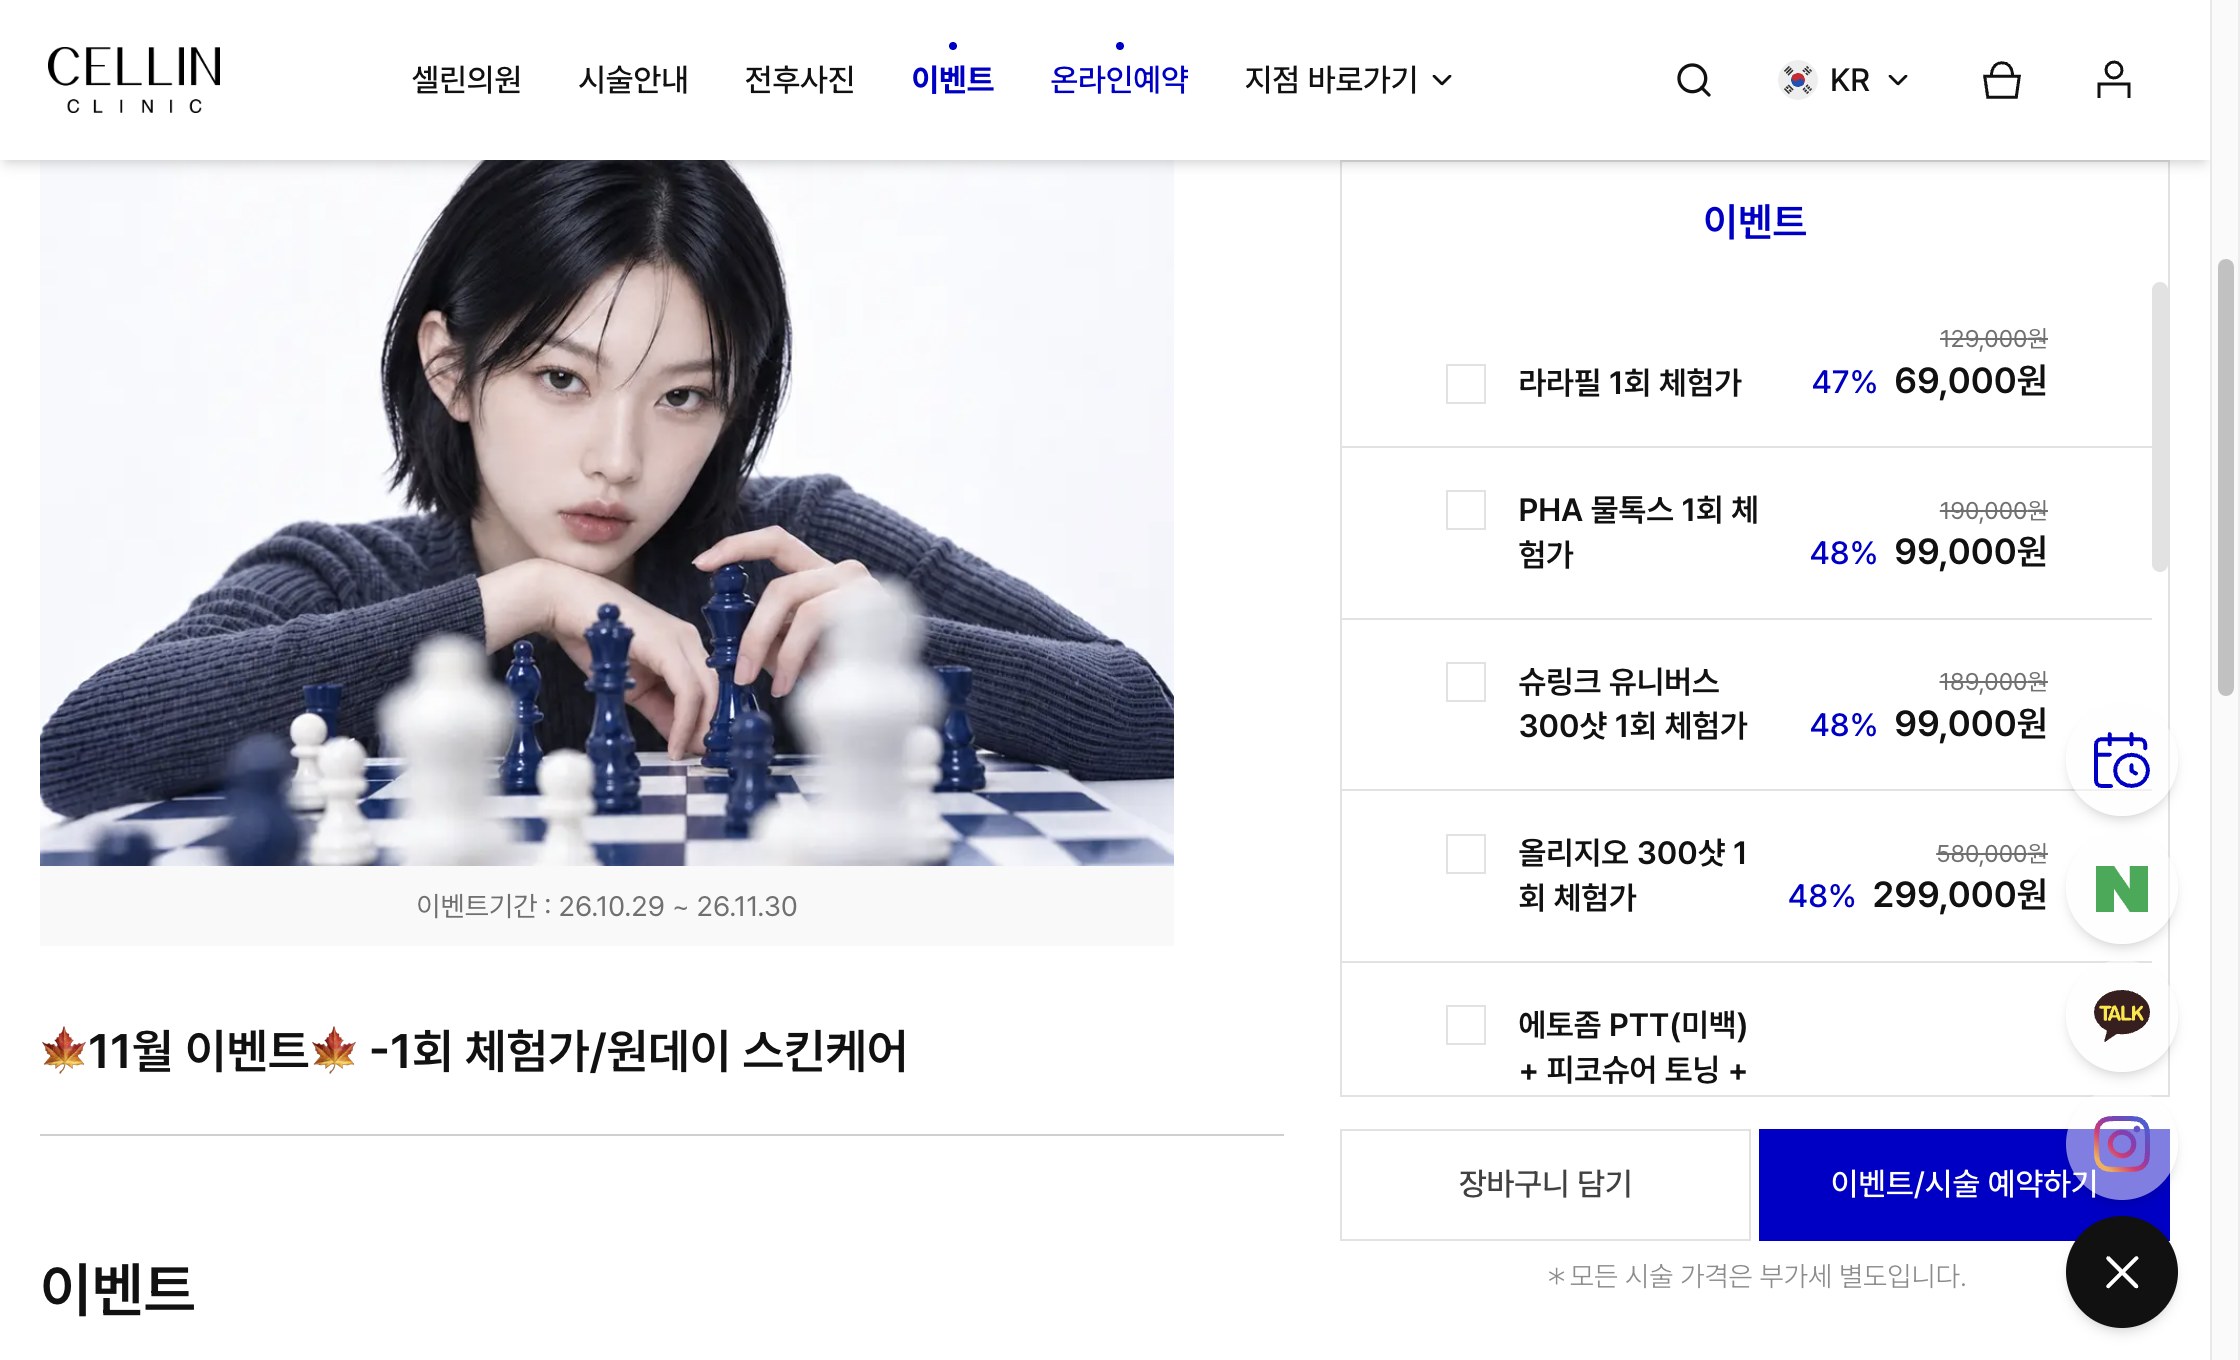 CELLIN
CLINIC
셀린의원
시술안내
전후사진
이벤트
온라인예약
지점 바로가기
KR
이벤트기간 : 26.10.29 ~ 26.11.30
🍁11월 이벤트🍁 -1회 체험가/원데이 스킨케어
이벤트
이벤트
129,000원
라라필 1회 체험가
47% 69,000원
PHA 물톡스 1회 체
험가
190,000원
48% 99,000원
슈링크 유니버스
300샷 1회 체험가
189,000원
48% 99,000원
올리지오 300샷 1
회 체험가
580,000원
48% 299,000원
에토좀 PTT(미백)
+ 피코슈어 토닝 +
장바구니 담기
이벤트/시술 예약하기
N
TALK
＊모든 시술 가격은 부가세 별도입니다.